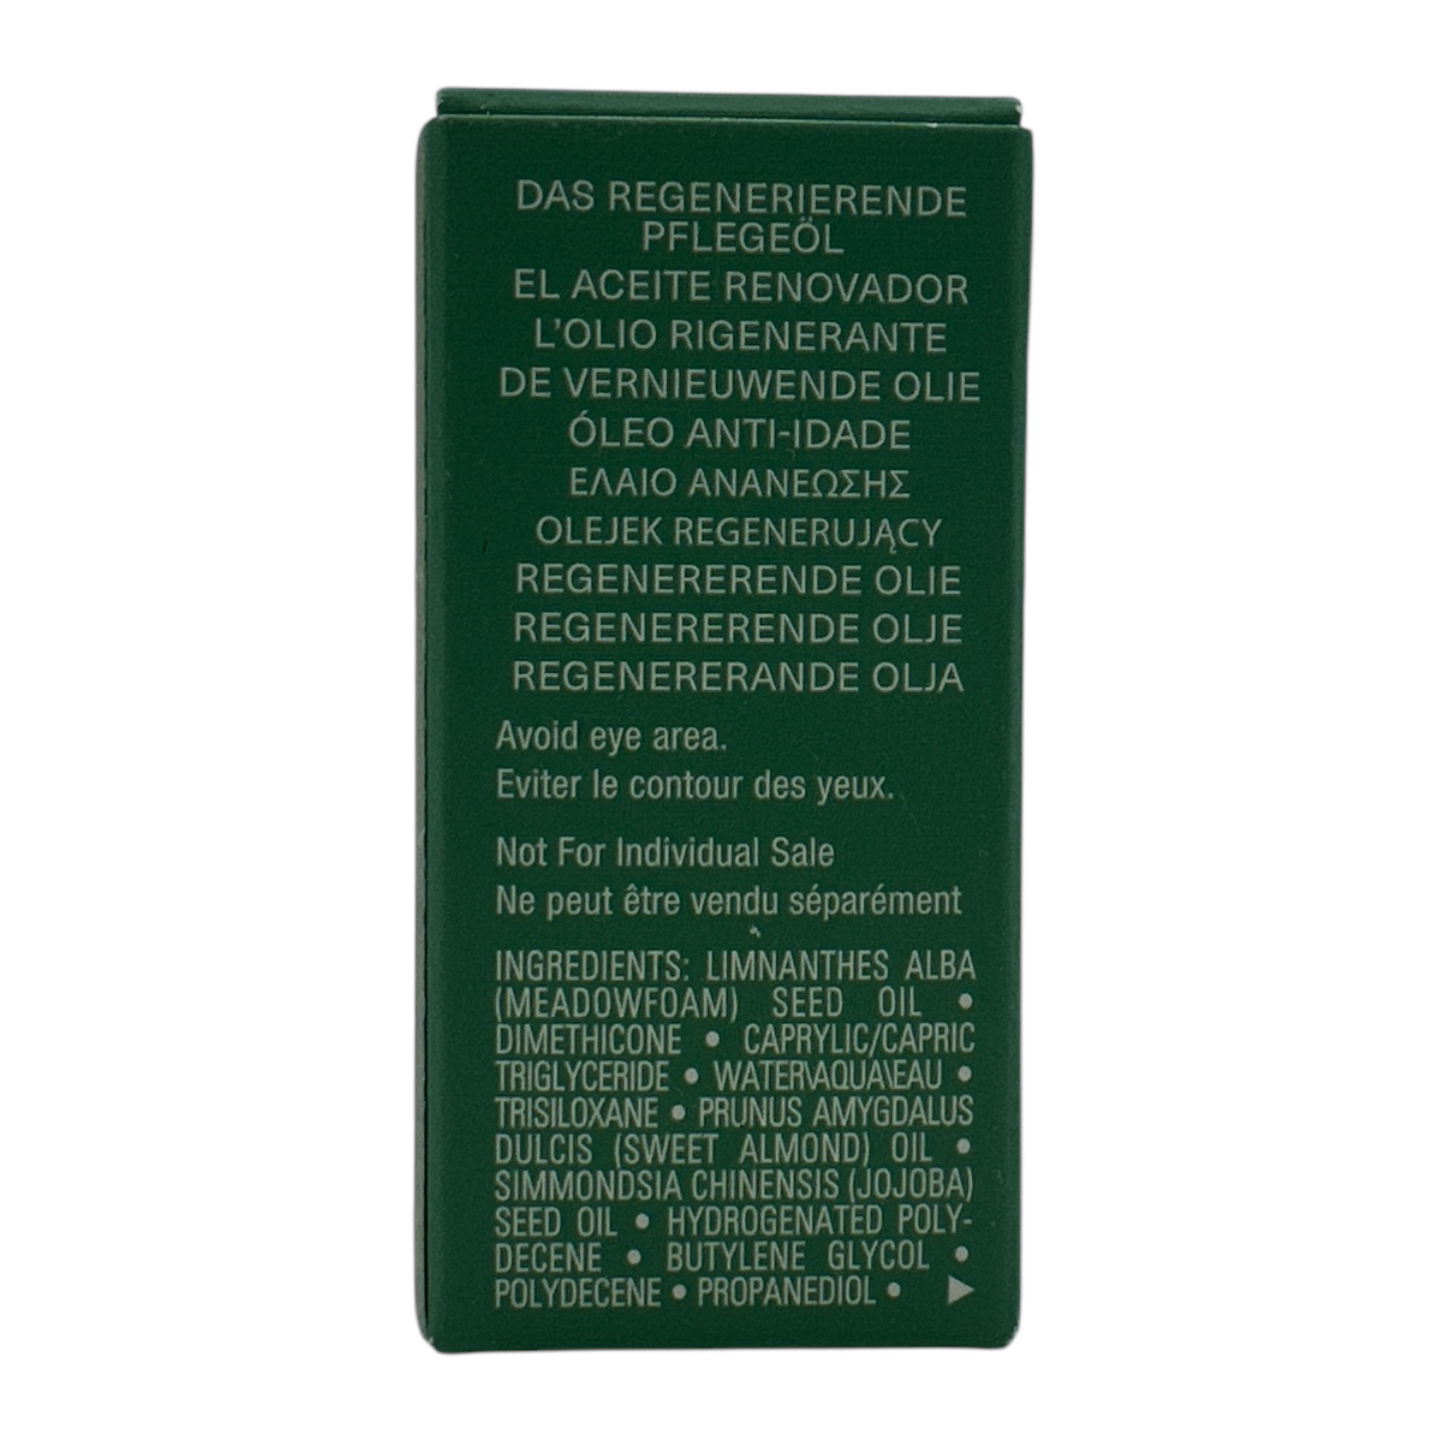 DAS REGENERIERENDE
PFLEGEÖL
EL ACEITE RENOVADOR
L'OLIO RIGENERANTE
DE VERNIEUWENDE OLIE
ÓLEO ANTI-IDADE
ΕΛΑΙΟ ΑΝΑΝΕΩΣΗΣ
OLEJEK REGENERUJĄCY
REGENERERENDE OLIE
REGENERERENDE OLJE
REGENERERANDE OLJA
Avoid eye area.
Eviter le contour des yeux.
Not For Individual Sale
Ne peut être vendu séparément
INGREDIENTS: LIMNANTHES ALBA
(MEADOWFOAM) SEED OIL •
DIMETHICONE • CAPRYLIC/CAPRIC
TRIGLYCERIDE • WATER\AQUA\EAU •
TRISILOXANE • PRUNUS AMYGDALUS
DULCIS (SWEET ALMOND) OIL •
SIMMONDSIA CHINENSIS (JOJOBA)
SEED OIL • HYDROGENATED POLY-
DECENE • BUTYLENE GLYCOL •
POLYDECENE • PROPANEDIOL • ▶